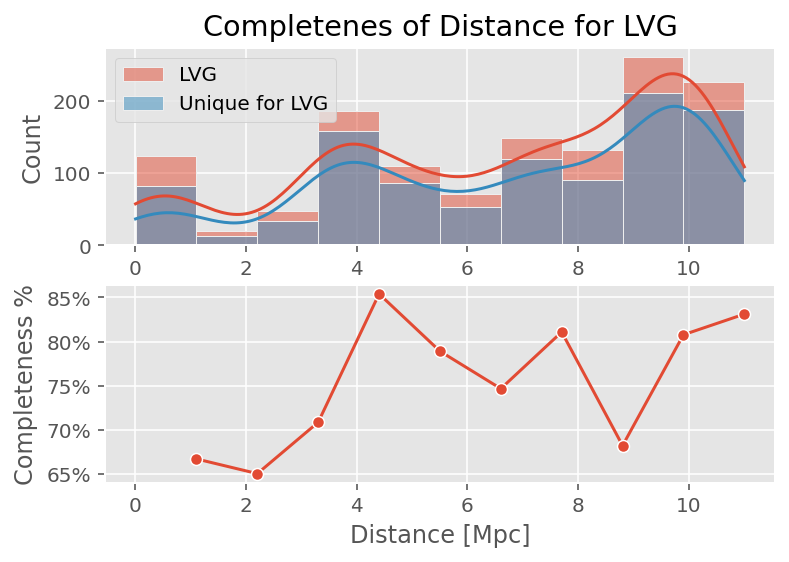 Completenes of Distance for LVG
LVG
Unique for LVG
Count
200
100
0
0 2 4 6 8 10
Completeness %
85%
80%
75%
70%
65%
0 2 4 6 8 10
Distance [Mpc]